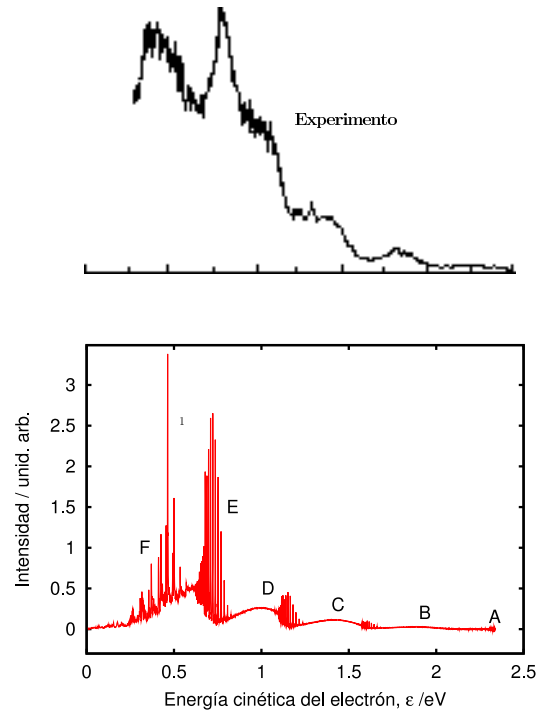 Experimento
Intensidad / unid. arb.
3
2.5
2
1.5
1
0.5
0
1
F
E
D
C
B
A
0
0.5
1
1.5
2
2.5
Energía cinética del electrón, ε /eV